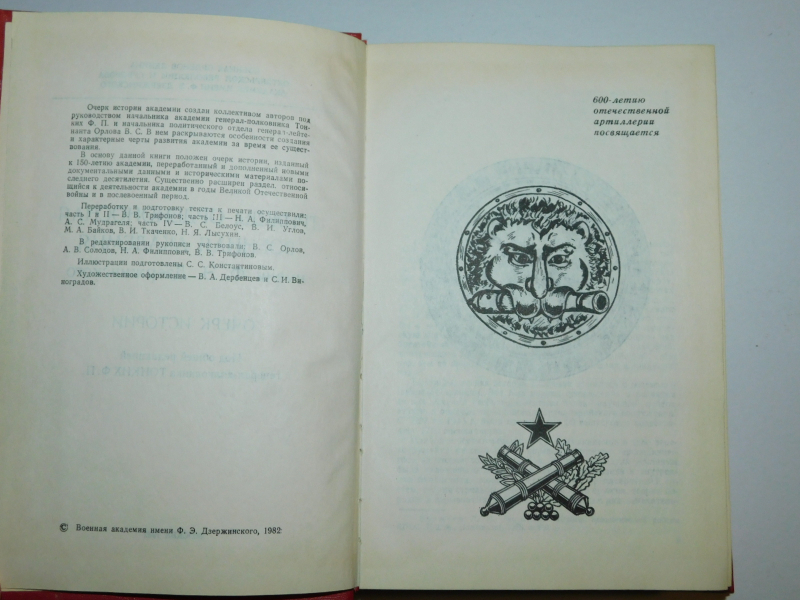 Очерк истории академии создан коллективом авторов под
руководством начальника академии генерал-полковника Тон-
ких Ф. П. и начальника политического отдела генерал-лейте-
нанта Орлова В. С. В нем раскрываются особенности создания
и характерные черты развития академии за время ее сущест-
вования.
В основу данной книги положен очерк истории, изданный
к 150-летию академии, переработанный и дополненный новыми
документальными данными и историческими материалами по-
следнего десятилетия. Существенно расширен раздел, относя-
щийся к деятельности академии в годы Великой Отечественной
войны и в послевоенный период.
Переработку и подготовку текста к печати осуществили:
часть I и II — В. В. Трифонов; часть III — Н. А. Филиппович,
А. С. Мудрагеля; часть IV — В. С. Белоус, В. И. Углов,
М. А. Байков, В. И. Ткаченко, Н. Я. Лысухин.
В редактировании рукописи участвовали: В. С. Орлов,
А. В. Солодов, Н. А. Филиппович, В. В. Трифонов.
Иллюстрации подготовлены С. С. Константиновым.
Художественное оформление — В. А. Дербенцев и С. И. Ви-
ноградов.
© Военная академия имени Ф. Э. Дзержинского, 1982
600-летию
отечественной
артиллерии
посвящается